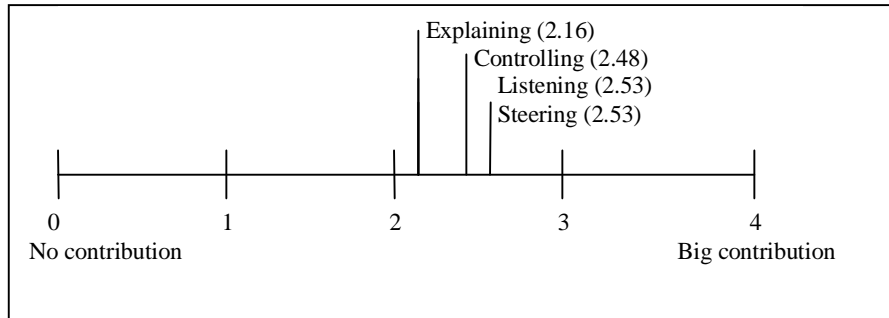 Explaining (2.16)
Controlling (2.48)
Listening (2.53)
Steering (2.53)
0 1 2 3 4
No contribution Big contribution